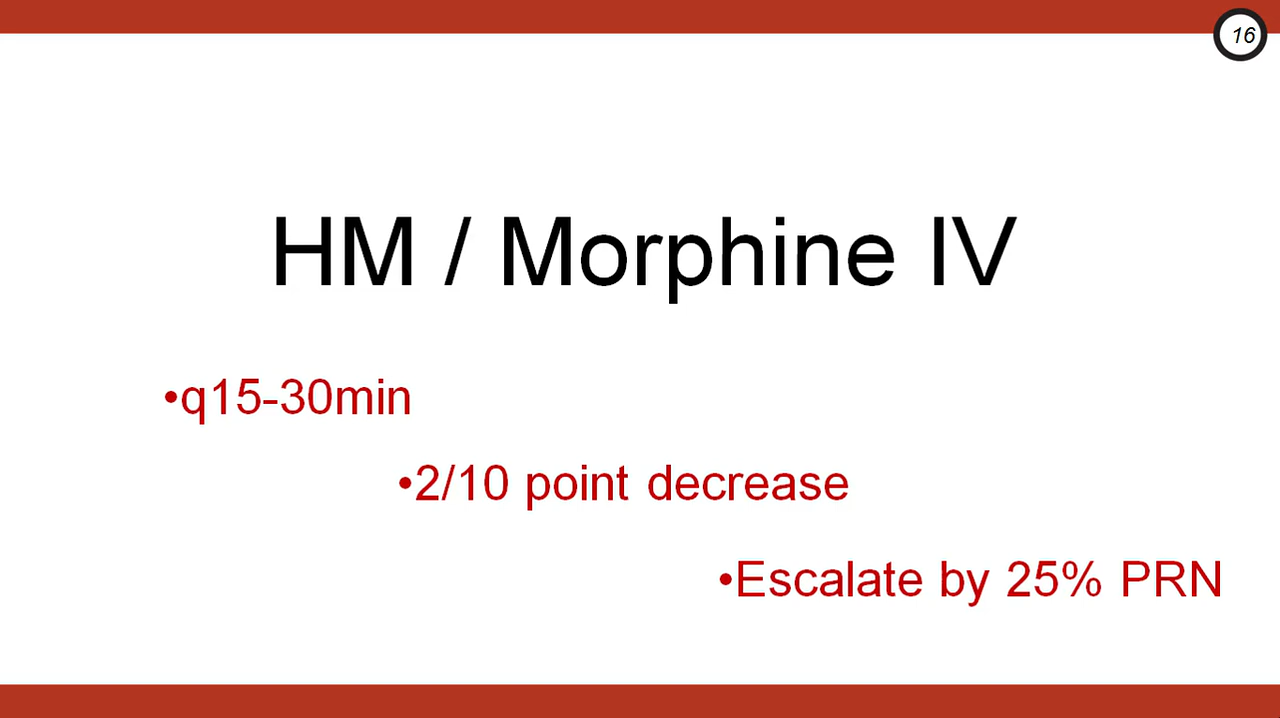 16
HM / Morphine IV
•q15-30min
•2/10 point decrease
•Escalate by 25% PRN